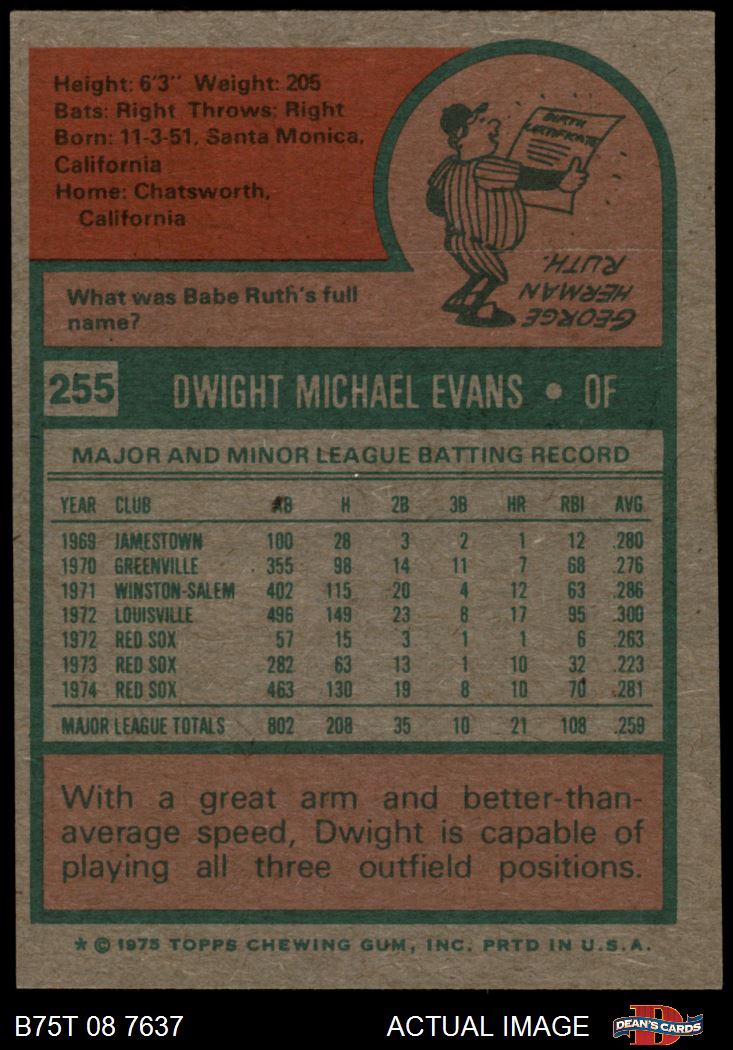 Height: 6'3" Weight: 205
Bats: Right Throws: Right
Born: 11-3-51, Santa Monica,
California
Home: Chatsworth,
California
BIRTH
CERTIFICATE
GEORGE
HERMAN
RUTH.
What was Babe Ruth's full
name?
255 DWIGHT MICHAEL EVANS • OF
MAJOR AND MINOR LEAGUE BATTING RECORD
YEAR CLUB AB H 2B 3B HR RBI AVG
1969 JAMESTOWN 100 28 3 2 1 12 .280
1970 GREENVILLE 355 98 14 11 7 68 .276
1971 WINSTON-SALEM 402 115 20 4 12 63 .286
1972 LOUISVILLE 496 149 23 8 17 95 .300
1972 RED SOX 57 15 3 1 1 6 .263
1973 RED SOX 282 63 13 1 10 32 .223
1974 RED SOX 463 130 19 8 10 70 .281
MAJOR LEAGUE TOTALS 802 208 35 10 21 108 .259
With a great arm and better-than-
average speed, Dwight is capable of
playing all three outfield positions.
* © 1975 TOPPS CHEWING GUM, INC. PRTD IN U.S.A.
B75T 08 7637 ACTUAL IMAGE D DEAN'S CARDS